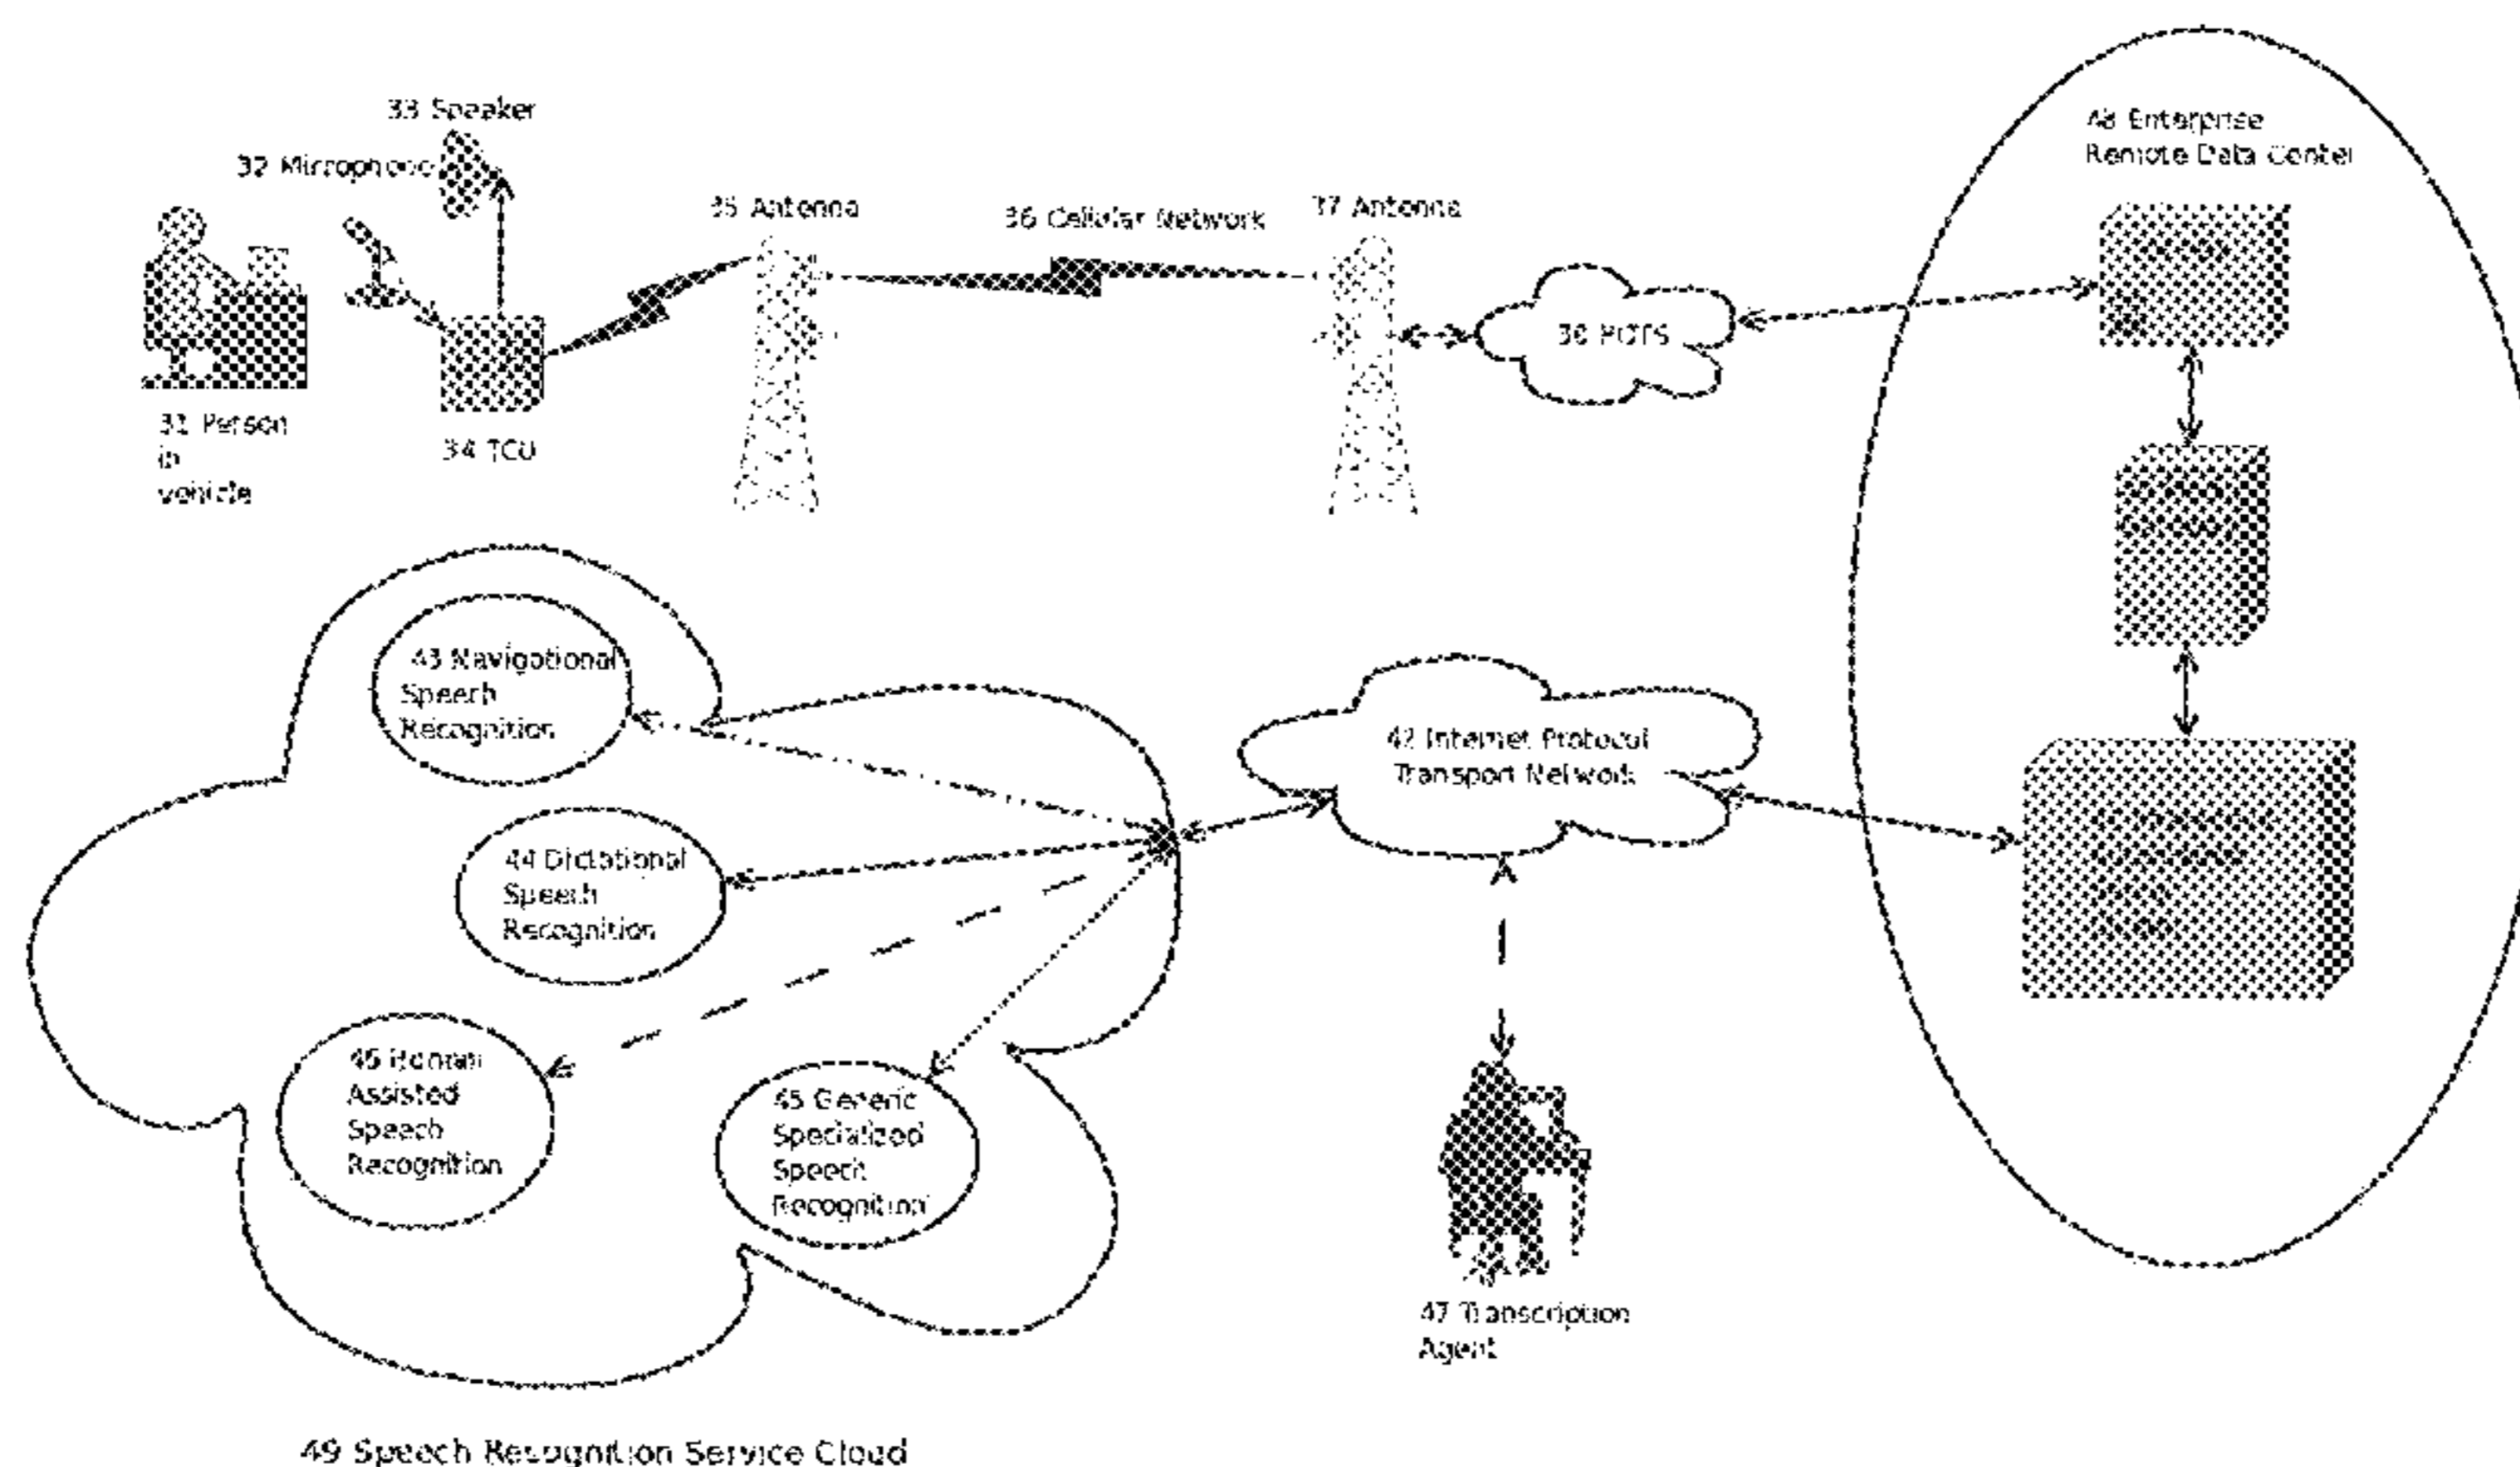 33 Speaker
32 Microphone
48 Enterprise
Remote Data Center
35 Antenna
36 Cellular Network
37 Antenna
38 POTS
31 Person
in
vehicle
34 TCU
43 Navigational
Speech
Recognition
42 Internet Protocol
Transport Network
44 Dictational
Speech
Recognition
Human
Assisted
Speech
Recognition
45 Generic
Specialized
Speech
Recognition
47 Transcription
Agent
49 Speech Recognition Service Cloud